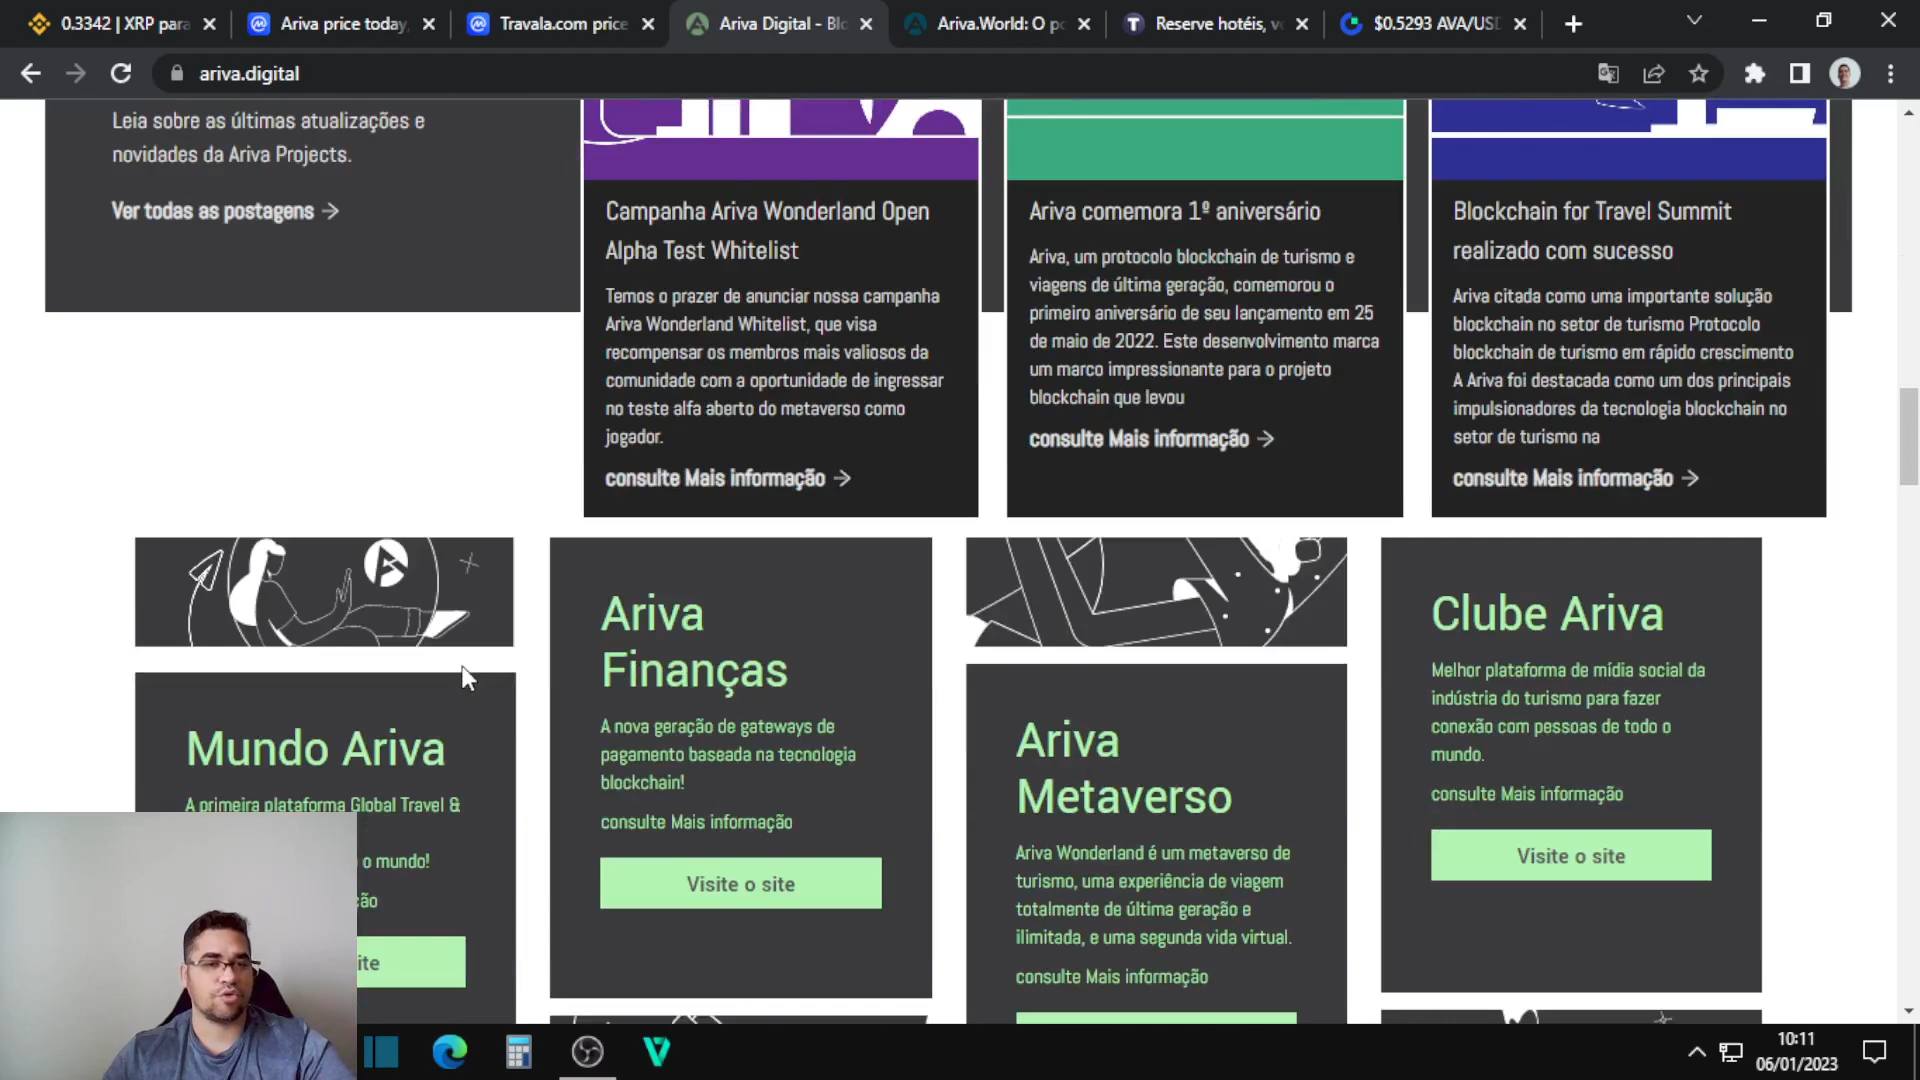 0.3342 | XRP para
Ariva price today,
Travala.com price
Ariva Digital - Blo
Ariva.World: O po
Reserve hotéis, v
$0.5293 AVA/USD
ariva.digital
Leia sobre as últimas atualizações e
novidades da Ariva Projects.
Ver todas as postagens →
Campanha Ariva Wonderland Open
Alpha Test Whitelist
Temos o prazer de anunciar nossa campanha
Ariva Wonderland Whitelist, que visa
recompensar os membros mais valiosos da
comunidade com a oportunidade de ingressar
no teste alfa aberto do metaverso como
jogador.
consulte Mais informação →
Ariva comemora 1º aniversário
Ariva, um protocolo blockchain de turismo e
viagens de última geração, comemorou o
primeiro aniversário de seu lançamento em 25
de maio de 2022. Este desenvolvimento marca
um marco impressionante para o projeto
blockchain que levou
consulte Mais informação →
Blockchain for Travel Summit
realizado com sucesso
Ariva citada como uma importante solução
blockchain no setor de turismo Protocolo
blockchain de turismo em rápido crescimento
A Ariva foi destacada como um dos principais
impulsionadores da tecnologia blockchain no
setor de turismo na
consulte Mais informação →
Mundo Ariva
A primeira plataforma Global Travel &
o mundo!
ção
ite
Ariva
Finanças
A nova geração de gateways de
pagamento baseada na tecnologia
blockchain!
consulte Mais informação
Visite o site
Ariva
Metaverso
Ariva Wonderland é um metaverso de
turismo, uma experiência de viagem
totalmente de última geração e
ilimitada, e uma segunda vida virtual.
consulte Mais informação
Clube Ariva
Melhor plataforma de mídia social da
indústria do turismo para fazer
conexão com pessoas de todo o
mundo.
consulte Mais informação
Visite o site
10:11
06/01/2023